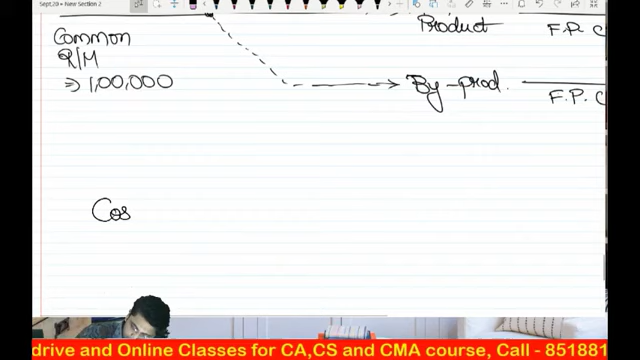 Sept.20 » New Section 2
Product
F.P. C
Common
R/M
⇒ 1,00,000
By-prod.
F.P. C
Cos
drive and Online Classes for CA,CS and CMA course, Call - 851881